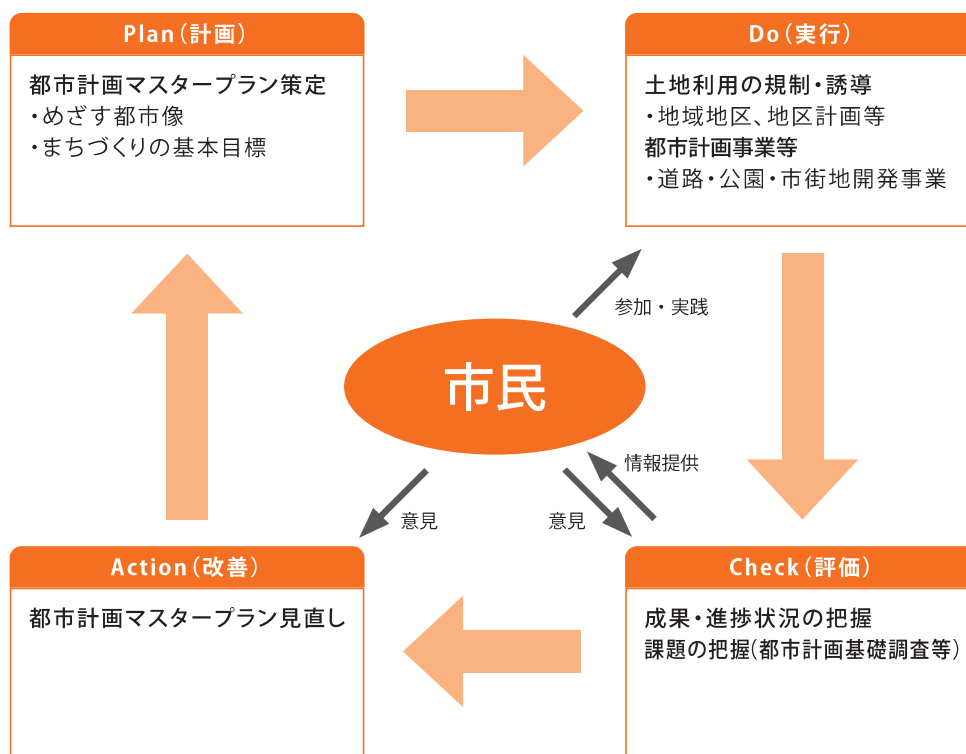 Plan（計画）
都市計画マスタープラン策定
・めざす都市像
・まちづくりの基本目標
Do（実行）
土地利用の規制・誘導
・地域地区、地区計画等
都市計画事業等
・道路・公園・市街地開発事業
参加・実践
市民
情報提供
意見
意見
Action（改善）
都市計画マスタープラン見直し
Check（評価）
成果・進捗状況の把握
課題の把握(都市計画基礎調査等)